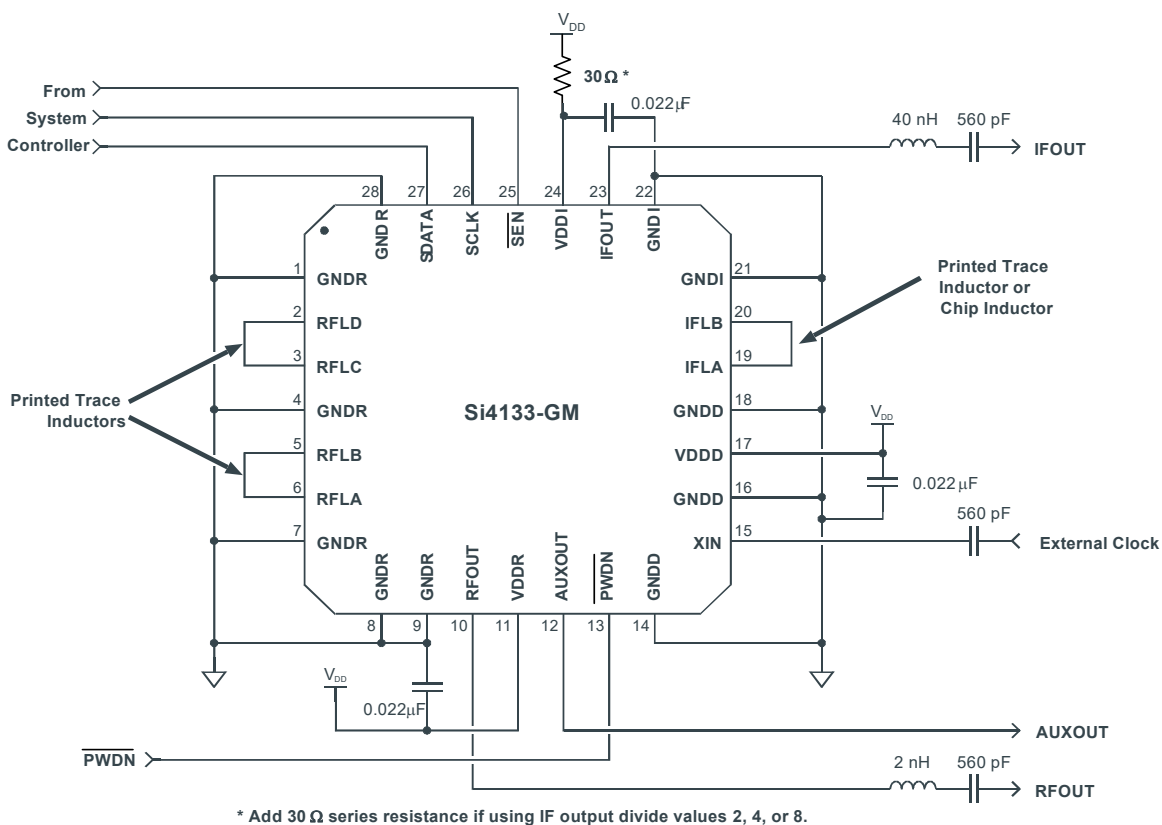 VDD
30Ω *
0.022μF
From
System
Controller
40 nH
560 pF
IFOUT
28
27
26
25
24
23
22
GNDR
SDATA
SCLK
SEN
VDDI
IFOUT
GNDI
1
GNDR
GNDI
21
2
RFLD
IFLB
20
3
RFLC
IFLA
19
4
GNDR
GNDD
18
5
RFLB
VDDD
17
6
RFLA
GNDD
16
7
GNDR
XIN
15
Printed Trace
Inductor or
Chip Inductor
Printed Trace
Inductors
Si4133-GM
VDD
0.022μF
560 pF
External Clock
GNDR
GNDR
RFOUT
VDDR
AUXOUT
PWDN
GNDD
8
9
10
11
12
13
14
VDD
0.022μF
AUXOUT
PWDN
2 nH
560 pF
RFOUT
* Add 30 Ω series resistance if using IF output divide values 2, 4, or 8.